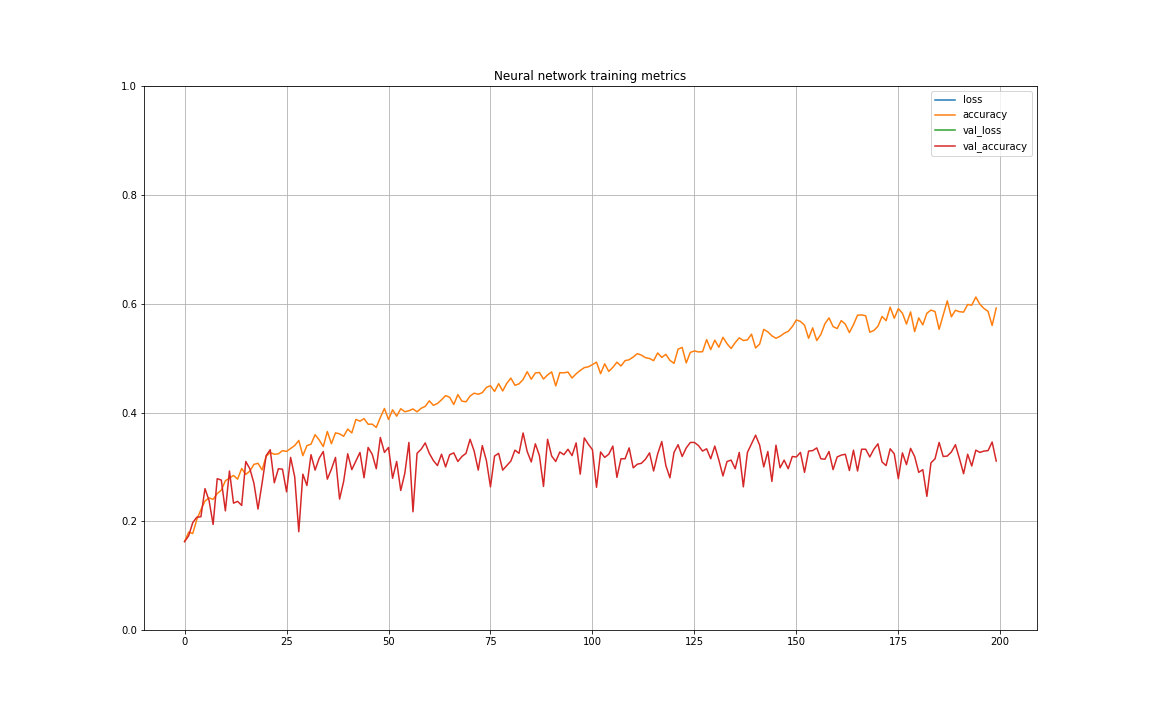 Neural network training metrics
1.0
0.8
0.6
0.4
0.2
0.0
loss
accuracy
val_loss
val_accuracy
0 25 50 75 100 125 150 175 200